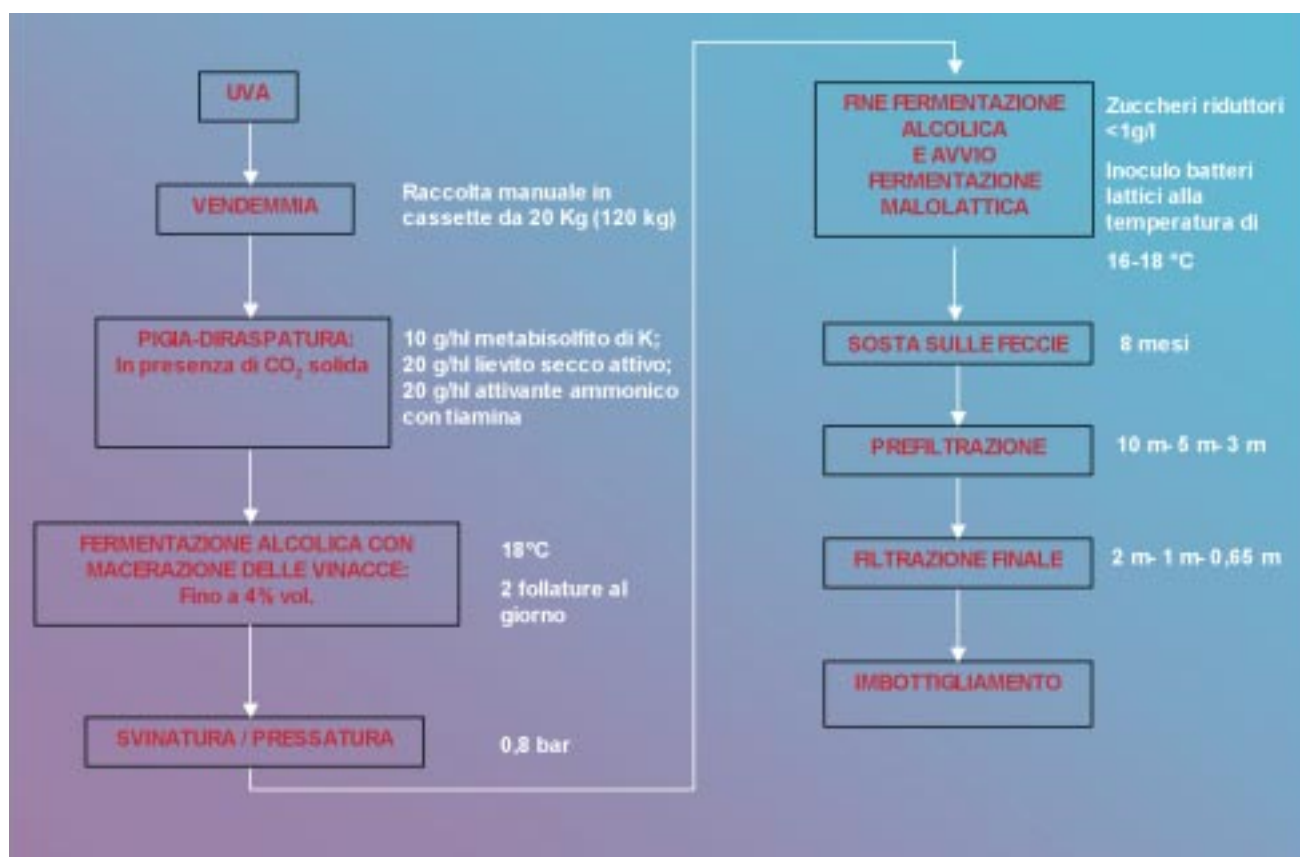 UVA
VENDEMMIA
Raccolta manuale in
cassette da 20 Kg (120 kg)
PIGIA-DIRASPATURA:
In presenza di CO₂ solida
10 g/hl metabisolfito di K;
20 g/hl lievito secco attivo;
20 g/hl attivante ammonico
con tiamina
FERMENTAZIONE ALCOLICA CON
MACERAZIONE DELLE VINACCE:
Fino a 4% vol.
18°C
2 follature al
giorno
SVINATURA / PRESSATURA
0,8 bar
FINE FERMENTAZIONE
ALCOLICA
E AVVIO
FERMENTAZIONE
MALOLATTICA
Zuccheri riduttori
<1g/l
Inoculo batteri
lattici alla
temperatura di
16-18 °C
SOSTA SULLE FECCIE
8 mesi
PREFILTRAZIONE
10 m- 5 m- 3 m
FILTRAZIONE FINALE
2 m- 1 m- 0,65 m
IMBOTTIGLIAMENTO